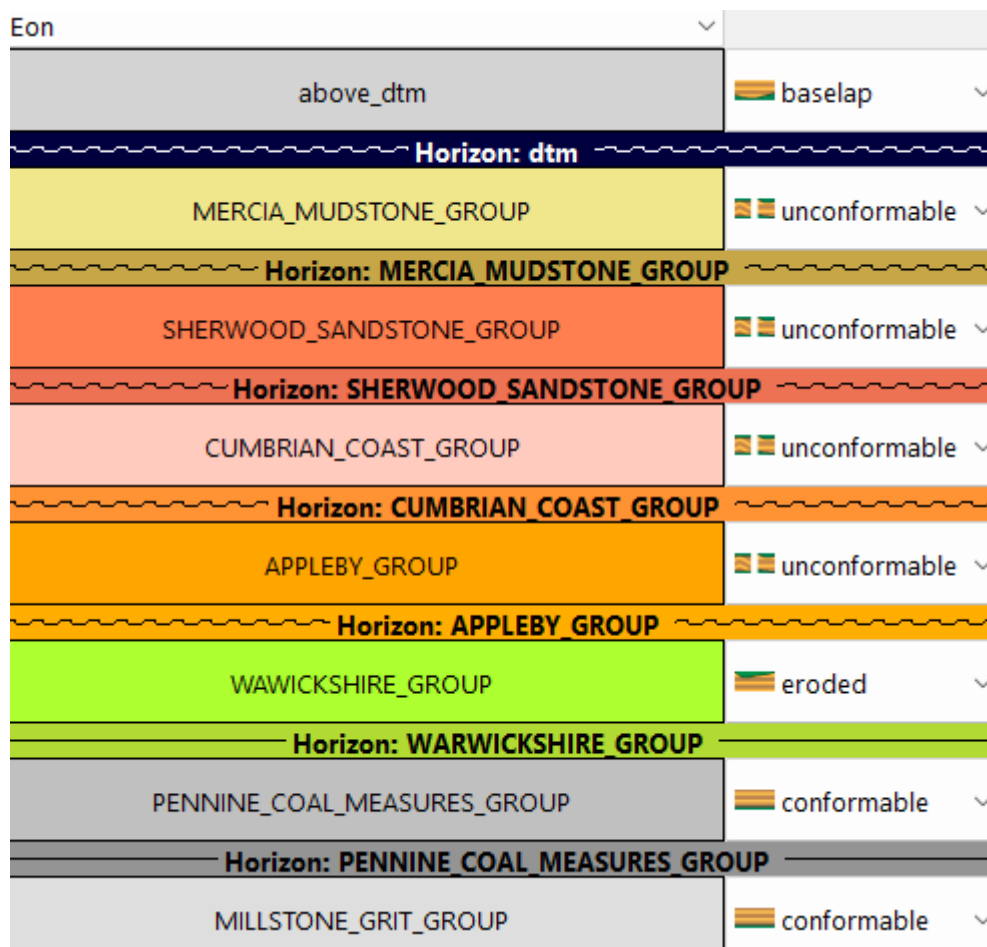 Eon
above_dtm baselap
Horizon: dtm
MERCIA_MUDSTONE_GROUP unconformable
Horizon: MERCIA_MUDSTONE_GROUP
SHERWOOD_SANDSTONE_GROUP unconformable
Horizon: SHERWOOD_SANDSTONE_GROUP
CUMBRIAN_COAST_GROUP unconformable
Horizon: CUMBRIAN_COAST_GROUP
APPLEBY_GROUP unconformable
Horizon: APPLEBY_GROUP
WAWICKSHIRE_GROUP eroded
Horizon: WARWICKSHIRE_GROUP
PENNINE_COAL_MEASURES_GROUP conformable
Horizon: PENNINE_COAL_MEASURES_GROUP
MILLSTONE_GRIT_GROUP conformable